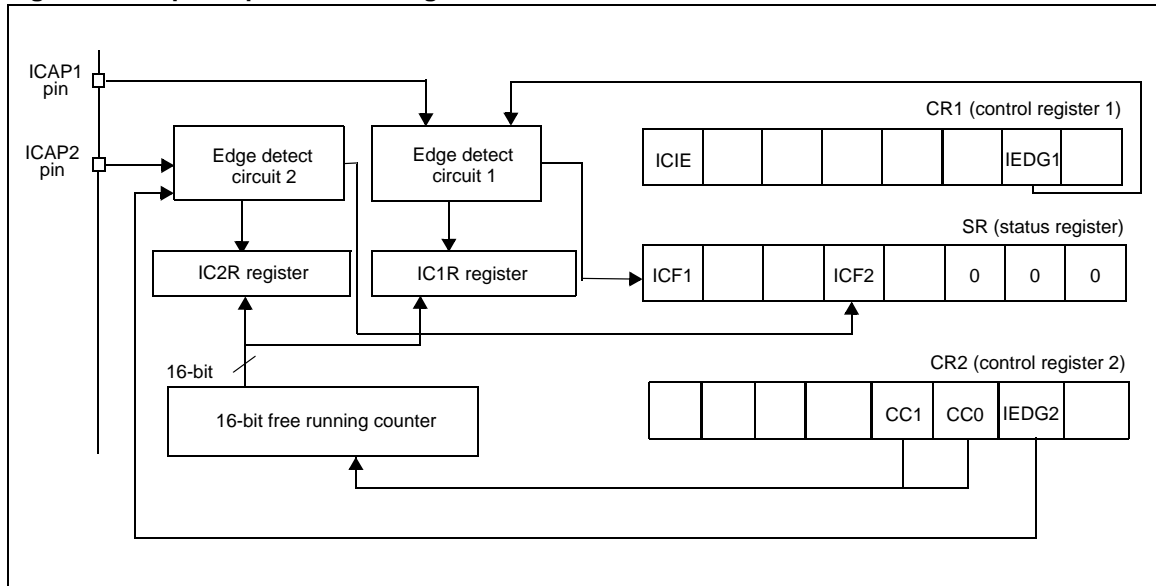 ICAP1
pin
ICAP2
pin
Edge detect
circuit 2
Edge detect
circuit 1
IC2R register
IC1R register
16-bit
16-bit free running counter
CR1 (control register 1)
ICIE IEDG1
SR (status register)
ICF1 ICF2 0 0 0
CR2 (control register 2)
CC1 CC0 IEDG2